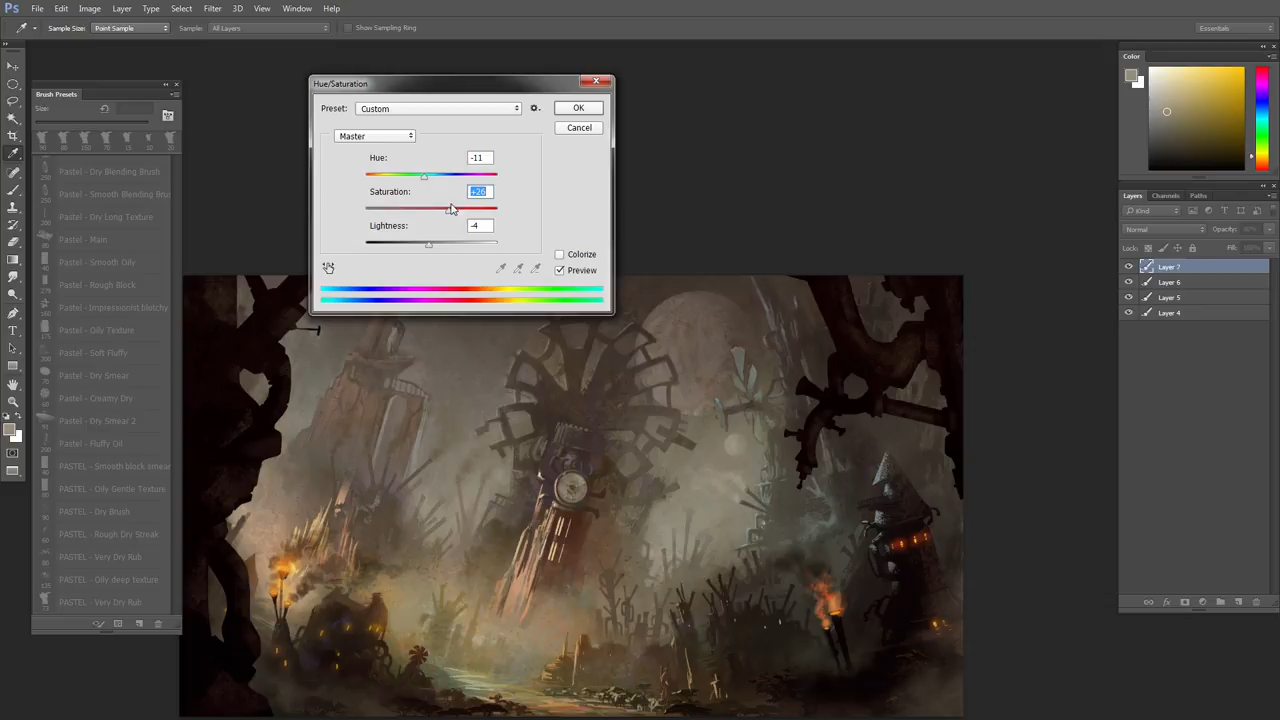 Ps File Edit Image Layer Type Select Filter 3D View Window Help
Sample Size: Point Sample Sample: All Layers Show Sampling Ring Essentials
Color
Brush Presets
Size:
Pastel - Dry Blending Brush
Pastel - Smooth Blending Brus
Pastel - Dry Long Texture
Pastel - Main
Pastel - Smooth Oily
Pastel - Rough Block
Pastel - Impressionist blotchy
Pastel - Oily Texture
Pastel - Soft Fluffy
Pastel - Dry Smear
Pastel - Creamy Dry
Pastel - Dry Smear 2
Pastel - Fluffy Oil
PASTEL - Smooth block smear
PASTEL - Oily Gentle Texture
PASTEL - Dry Brush
PASTEL - Rough Dry Streak
PASTEL - Very Dry Rub
PASTEL - Oily deep texture
PASTEL - Very Dry Rub
Hue/Saturation
Preset: Custom OK
Cancel
Master
Hue: -11
Saturation: +26
Lightness: -4
Colorize
Preview
Layers Channels Paths
Kind
Normal Opacity:
Lock: Fill:
Layer 7
Layer 6
Layer 5
Layer 4